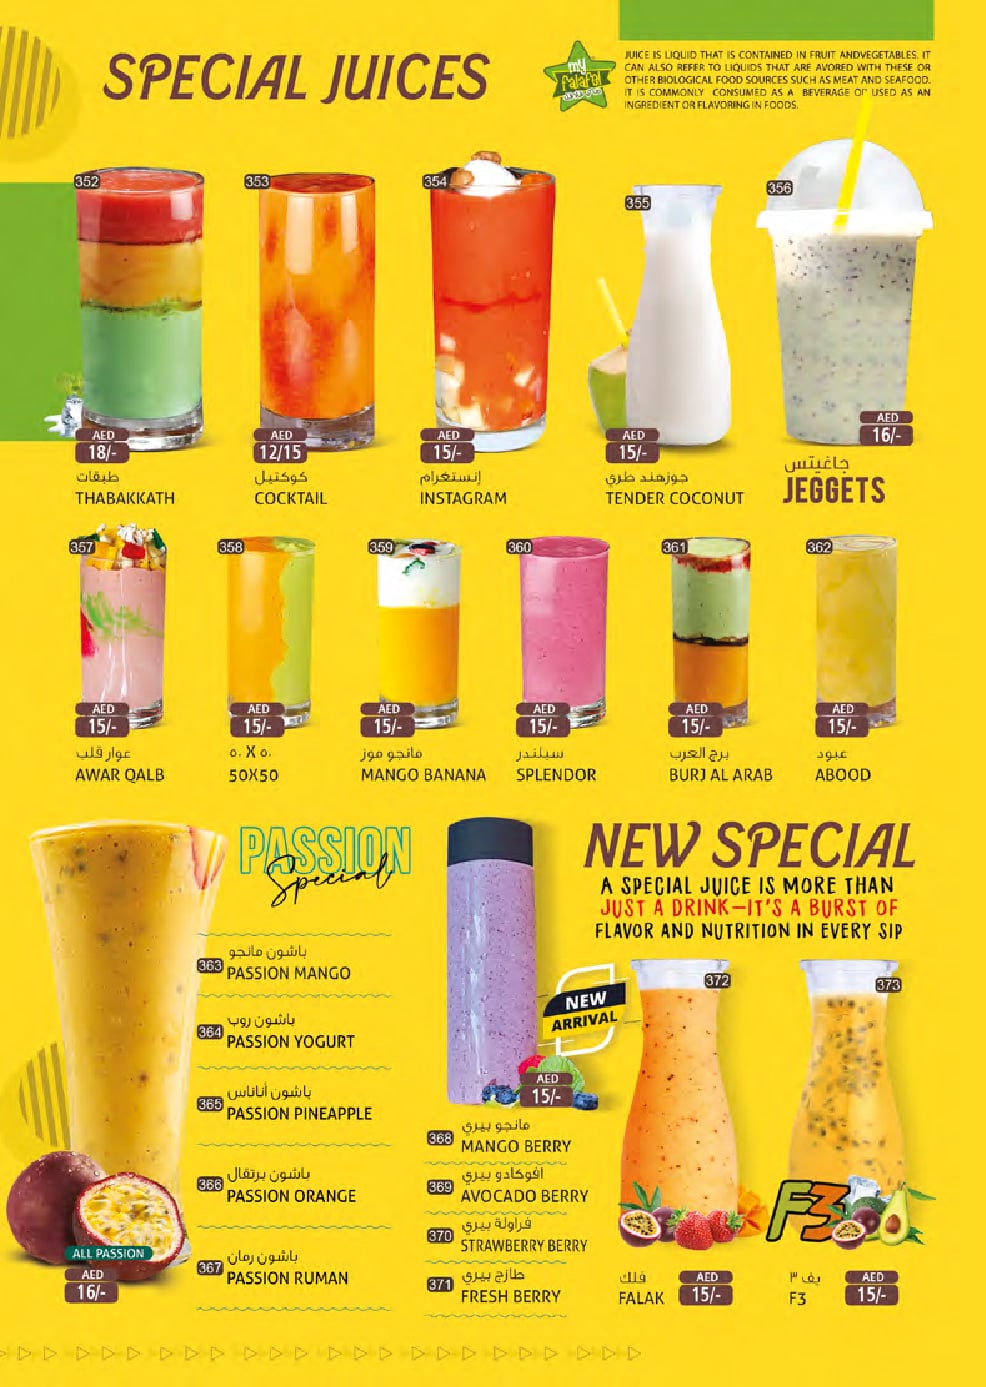 SPECIAL JUICES
my
falafel
JUICE IS LIQUID THAT IS CONTAINED IN FRUIT ANDVEGETABLES. IT
CAN ALSO REFER TO LIQUIDS THAT ARE AVORED WITH THESE OR
OTHER BIOLOGICAL FOOD SOURCES SUCH AS MEAT AND SEAFOOD.
IT IS COMMONLY CONSUMED AS A BEVERAGE OR USED AS AN
INGREDIENT OR FLAVORING IN FOODS.
352
AED
18/-
طبقات
THABAKKATH
353
AED
12/15
كوكتيل
COCKTAIL
354
AED
15/-
إنستغرام
INSTAGRAM
355
AED
15/-
جوزهند طري
TENDER COCONUT
356
AED
16/-
جاغيتس
JEGGETS
357
AED
15/-
عوار قلب
AWAR QALB
358
AED
15/-
٥٠ X ٥٠
50X50
359
AED
15/-
مانجو موز
MANGO BANANA
360
AED
15/-
سبلندر
SPLENDOR
361
AED
15/-
برج العرب
BURJ AL ARAB
362
AED
15/-
عبود
ABOOD
PASSION
Special
363
باشون مانجو
PASSION MANGO
364
باشون روب
PASSION YOGURT
365
باشون أناناس
PASSION PINEAPPLE
366
باشون برتقال
PASSION ORANGE
367
باشون رمان
PASSION RUMAN
ALL PASSION
AED
16/-
NEW SPECIAL
A SPECIAL JUICE IS MORE THAN
JUST A DRINK—IT'S A BURST OF
FLAVOR AND NUTRITION IN EVERY SIP
NEW
ARRIVAL
AED
15/-
368
مانجو بيري
MANGO BERRY
369
افوكادو بيري
AVOCADO BERRY
370
فراولة بيري
STRAWBERRY BERRY
371
طازج بيري
FRESH BERRY
372
فلك
FALAK
AED
15/-
373
F3
يف ٣
F3
AED
15/-